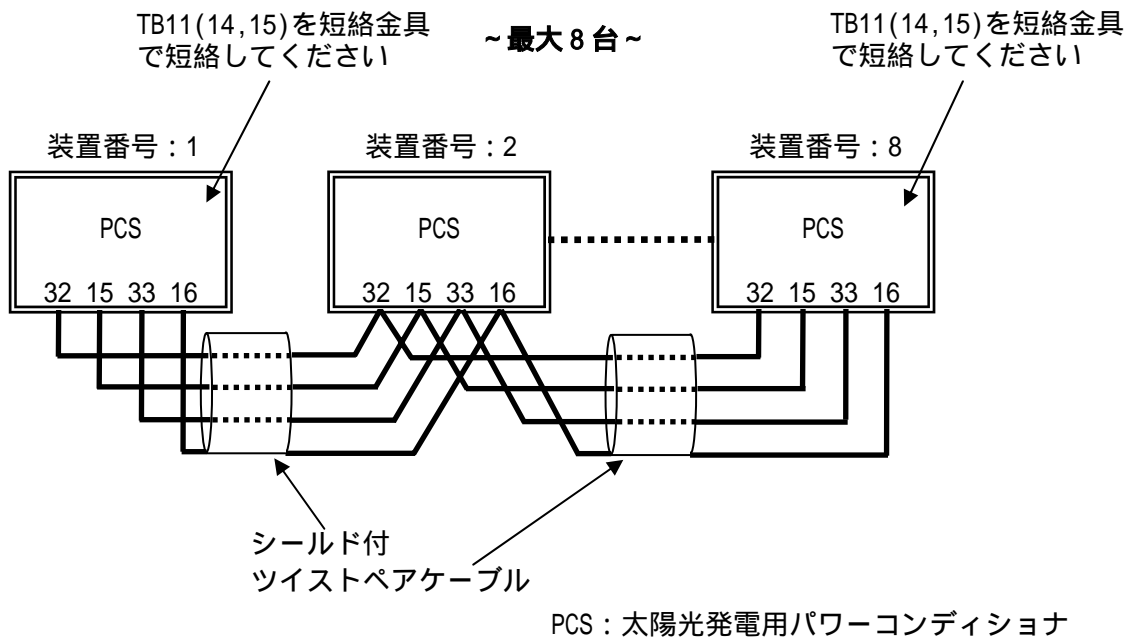 TB11(14,15)を短絡金具
で短絡してください
~最大8台~
TB11(14,15)を短絡金具
で短絡してください
装置番号:1
装置番号:2
装置番号:8
PCS
PCS
PCS
32 15 33 16
32 15 33 16
32 15 33 16
シールド付
ツイストペアケーブル
PCS:太陽光発電用パワーコンディショナ